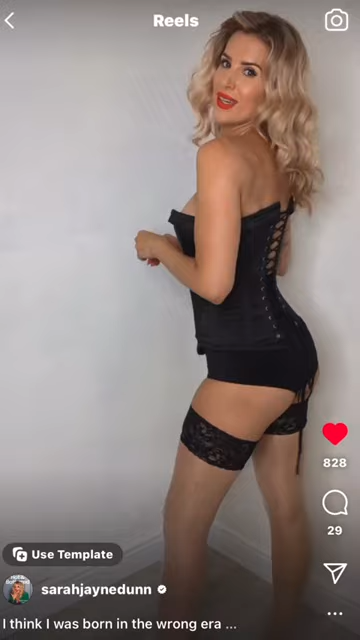 Reels
828
29
Use Template
sarahjaynedunn
I think I was born in the wrong era ...